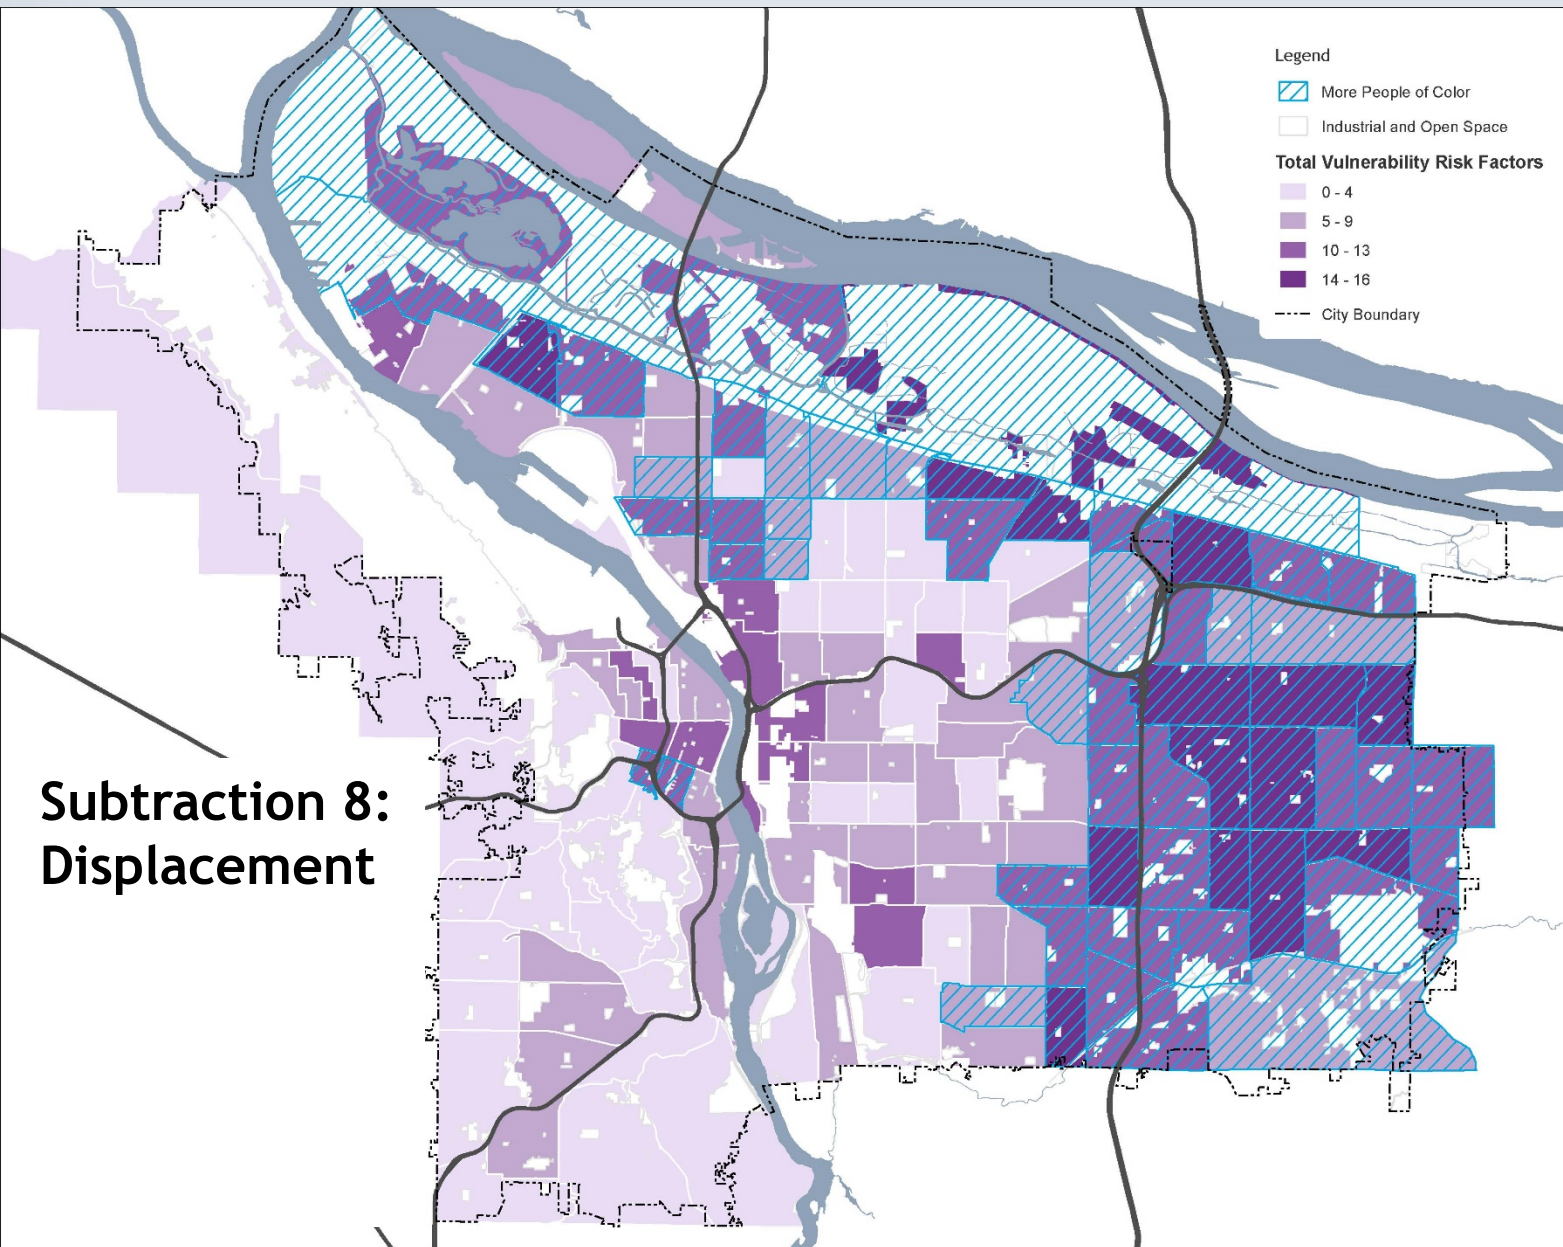 Legend
More People of Color
Industrial and Open Space
Total Vulnerability Risk Factors
0 - 4
5 - 9
10 - 13
14 - 16
City Boundary
Subtraction 8:
Displacement